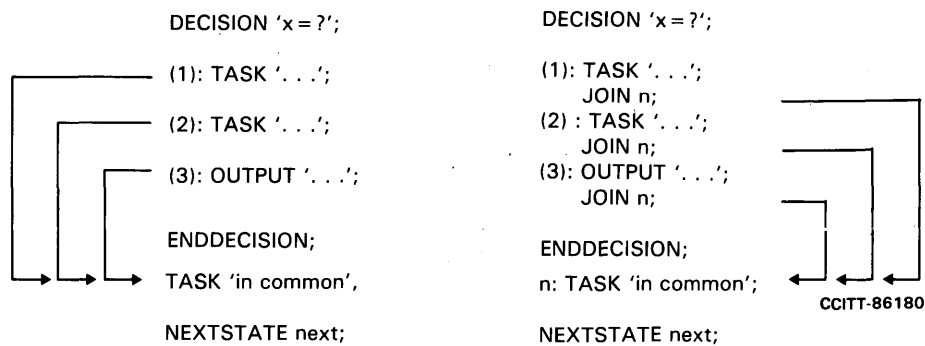 DECISION ‘x = ?’;
(1): TASK ‘. . .’;
(2): TASK ‘. . .’;
(3): OUTPUT ‘. . .’;
ENDDECISION;
TASK ‘in common’,
NEXTSTATE next;
DECISION ‘x = ?’;
(1): TASK ‘. . .’;
JOIN n;
(2) : TASK ‘. . .’;
JOIN n;
(3): OUTPUT ‘. . .’;
JOIN n;
ENDDECISION;
n: TASK ‘in common’;
CCITT-86180
NEXTSTATE next;